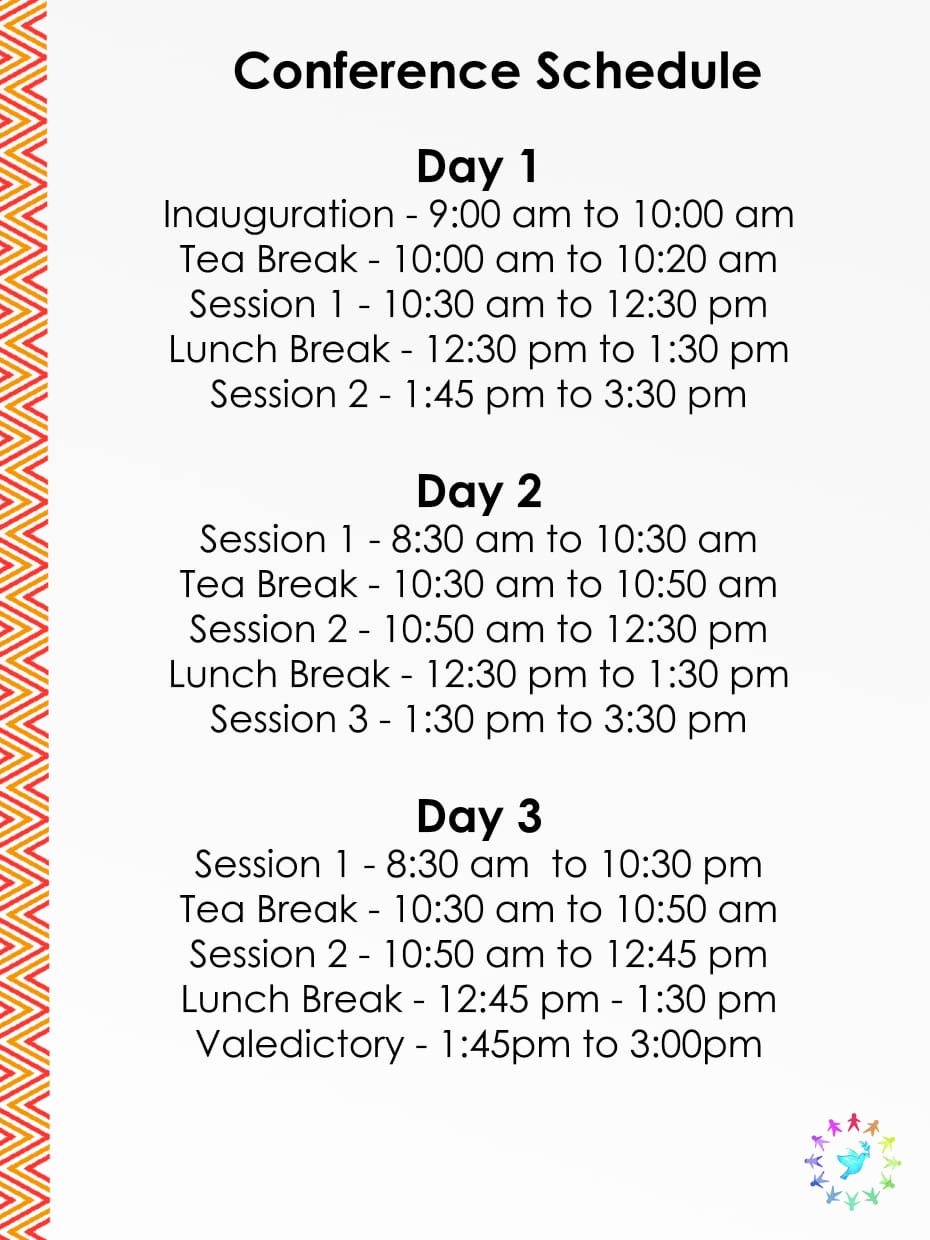 Conference Schedule
Day 1
Inauguration - 9:00 am to 10:00 am
Tea Break - 10:00 am to 10:20 am
Session 1 - 10:30 am to 12:30 pm
Lunch Break - 12:30 pm to 1:30 pm
Session 2 - 1:45 pm to 3:30 pm
Day 2
Session 1 - 8:30 am to 10:30 am
Tea Break - 10:30 am to 10:50 am
Session 2 - 10:50 am to 12:30 pm
Lunch Break - 12:30 pm to 1:30 pm
Session 3 - 1:30 pm to 3:30 pm
Day 3
Session 1 - 8:30 am  to 10:30 pm
Tea Break - 10:30 am to 10:50 am
Session 2 - 10:50 am to 12:45 pm
Lunch Break - 12:45 pm - 1:30 pm
Valedictory - 1:45pm to 3:00pm